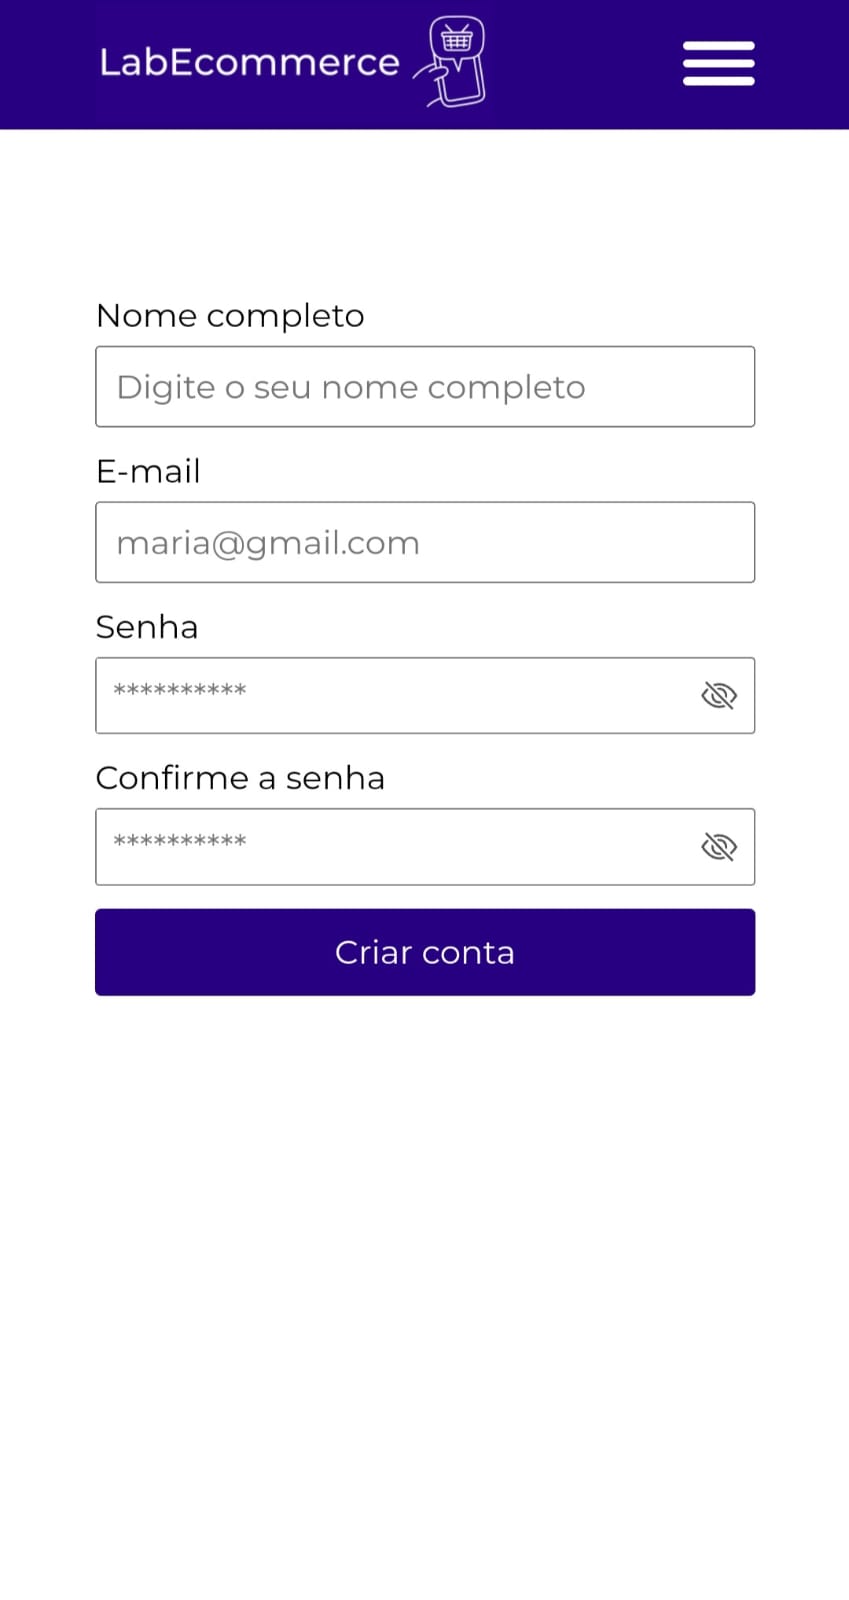 LabEcommerce
Nome completo
Digite o seu nome completo
E-mail
maria@gmail.com
Senha
**********
Confirme a senha
**********
Criar conta